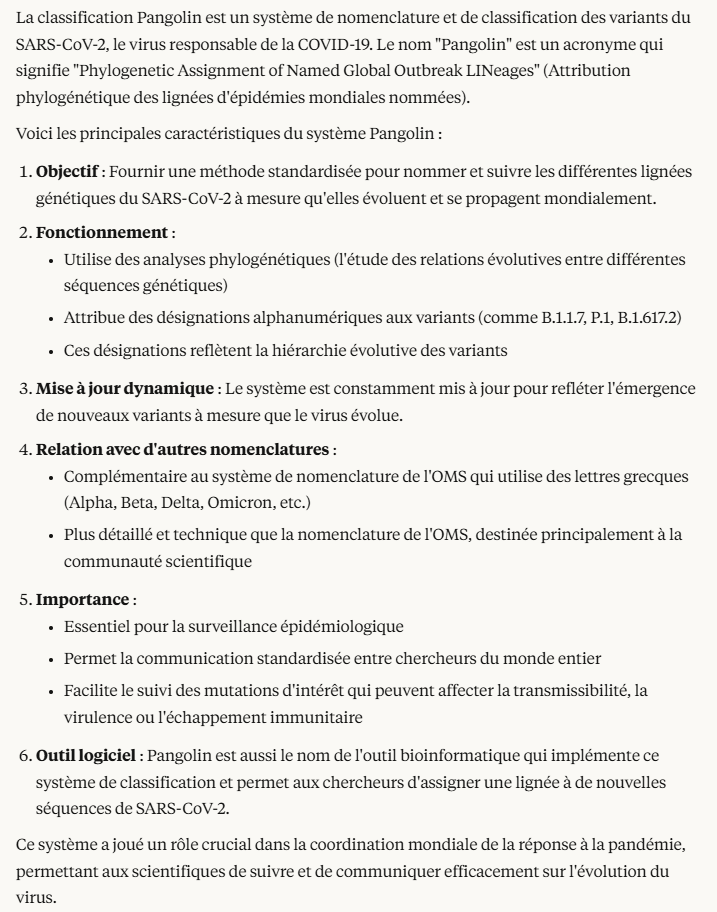 La classification Pangolin est un système de nomenclature et de classification des variants du
SARS-CoV-2, le virus responsable de la COVID-19. Le nom "Pangolin" est un acronyme qui
signifie "Phylogenetic Assignment of Named Global Outbreak LINeages" (Attribution
phylogénétique des lignées d'épidémies mondiales nommées).
Voici les principales caractéristiques du système Pangolin :
1. Objectif : Fournir une méthode standardisée pour nommer et suivre les différentes lignées
génétiques du SARS-CoV-2 à mesure qu'elles évoluent et se propagent mondialement.
2. Fonctionnement :
• Utilise des analyses phylogénétiques (l'étude des relations évolutives entre différentes
séquences génétiques)
• Attribue des désignations alphanumériques aux variants (comme B.1.1.7, P.1, B.1.617.2)
• Ces désignations reflètent la hiérarchie évolutive des variants
3. Mise à jour dynamique : Le système est constamment mis à jour pour refléter l'émergence
de nouveaux variants à mesure que le virus évolue.
4. Relation avec d'autres nomenclatures :
• Complémentaire au système de nomenclature de l'OMS qui utilise des lettres grecques
(Alpha, Beta, Delta, Omicron, etc.)
• Plus détaillé et technique que la nomenclature de l'OMS, destinée principalement à la
communauté scientifique
5. Importance :
• Essentiel pour la surveillance épidémiologique
• Permet la communication standardisée entre chercheurs du monde entier
• Facilite le suivi des mutations d'intérêt qui peuvent affecter la transmissibilité, la
virulence ou l'échappement immunitaire
6. Outil logiciel : Pangolin est aussi le nom de l'outil bioinformatique qui implémente ce
système de classification et permet aux chercheurs d'assigner une lignée à de nouvelles
séquences de SARS-CoV-2.
Ce système a joué un rôle crucial dans la coordination mondiale de la réponse à la pandémie,
permettant aux scientifiques de suivre et de communiquer efficacement sur l'évolution du
virus.